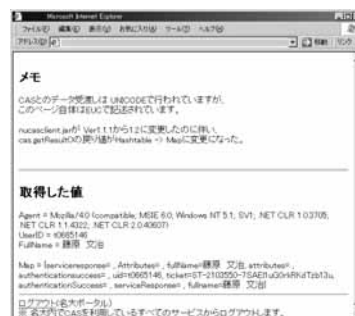 Microsoft Internet Explorer
ファイル(F) 編集(E) 表示(V) お気に入り(A) ツール(T) ヘルプ(H)
アドレス(D) 移動 リンク
メモ
CASとのデータ受渡しは UNICODEで行われていますが、
このページ自体はEUCで記述されています。
nucasclient.jarが Ver1.1.1から1.2に変更したのに伴い、
cas.getResult()の戻り値がHashtable -> Mapに変更になった。
取得した値
Agent = Mozilla/4.0 (compatible; MSIE 6.0; Windows NT 5.1; SV1; .NET CLR 1.0.3705;
.NET CLR 1.1.4322; .NET CLR 2.0.40607)
UserID = t0665146
FullName = 藤原 文治
Map = {serviceresponse= , Attributes= , fullName=藤原 文治, attributes= ,
authenticationsuccess= , uid=t0665146,
authenticationSuccess= , serviceResponse= , fullname=藤原 文治}
ログアウト(名大ポータル)
※ 名大内でCASを利用しているすべてのサービスからログアウトします。